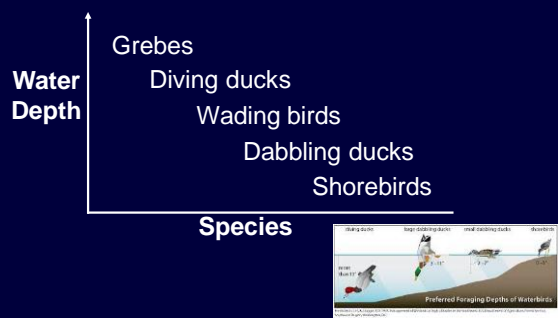 Grebes
Water
Depth
Diving ducks
Wading birds
Dabbling ducks
Shorebirds
Species
diving ducks large dabbling ducks small dabbling ducks shorebirds
Preferred Foraging Depths of Waterbirds